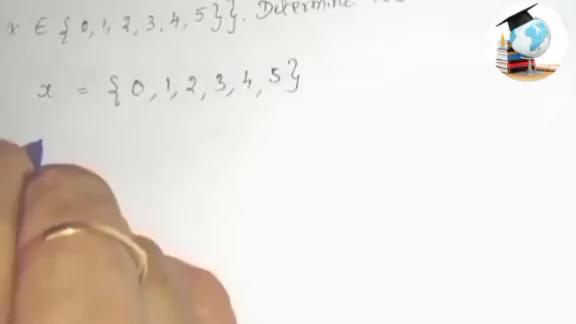 x ∈ {0, 1, 2, 3, 4, 5}}. Determine
x = {0, 1, 2, 3, 4, 5}